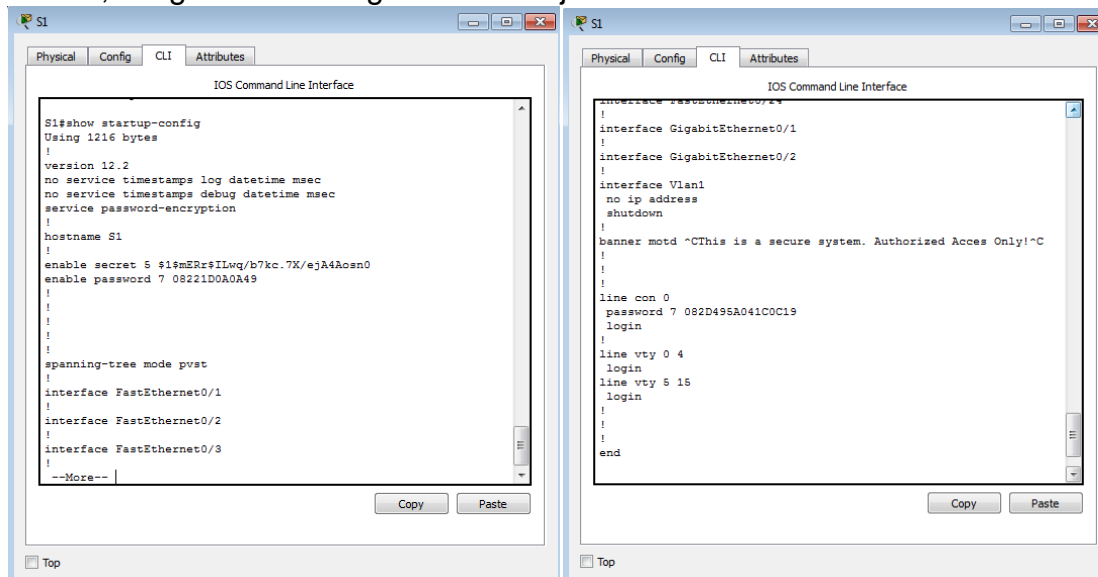 S1
Physical Config CLI Attributes
IOS Command Line Interface
S1#show startup-config
Using 1216 bytes
!
version 12.2
no service timestamps log datetime msec
no service timestamps debug datetime msec
service password-encryption
!
hostname S1
!
enable secret 5 $1$mERr$ILwq/b7kc.7X/ejA4Aosn0
enable password 7 08221D0A0A49
!
!
!
!
!
spanning-tree mode pvst
!
interface FastEthernet0/1
!
interface FastEthernet0/2
!
interface FastEthernet0/3
!
--More--
Copy Paste
Top
S1
Physical Config CLI Attributes
IOS Command Line Interface
interface FastEthernet0/24
!
interface GigabitEthernet0/1
!
interface GigabitEthernet0/2
!
interface Vlan1
no ip address
shutdown
!
banner motd ^CThis is a secure system. Authorized Acces Only!^C
!
!
!
line con 0
password 7 082D495A041C0C19
login
!
line vty 0 4
login
line vty 5 15
login
!
!
!
end
Copy Paste
Top